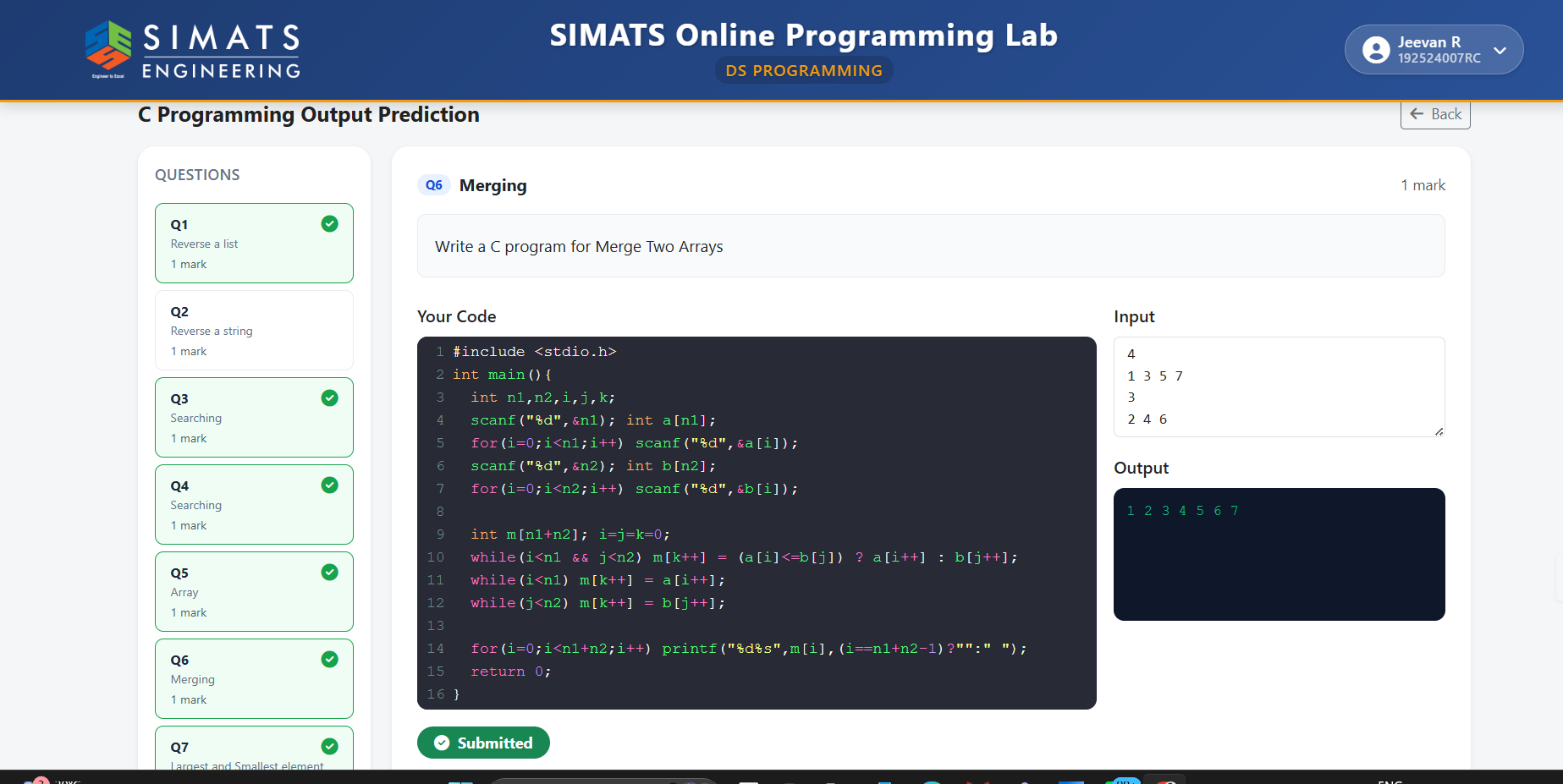 SIMATS
ENGINEERING
Engineer to Excel
SIMATS Online Programming Lab
DS PROGRAMMING
Jeevan R
192524007RC
C Programming Output Prediction
Back
QUESTIONS
Q1
Reverse a list
1 mark
Q2
Reverse a string
1 mark
Q3
Searching
1 mark
Q4
Searching
1 mark
Q5
Array
1 mark
Q6
Merging
1 mark
Q7
Largest and Smallest element
Q6 Merging
1 mark
Write a C program for Merge Two Arrays
Your Code
1 #include <stdio.h>
2 int main(){
3   int n1,n2,i,j,k;
4   scanf("%d",&n1); int a[n1];
5   for(i=0;i<n1;i++) scanf("%d",&a[i]);
6   scanf("%d",&n2); int b[n2];
7   for(i=0;i<n2;i++) scanf("%d",&b[i]);
8
9   int m[n1+n2]; i=j=k=0;
10   while(i<n1 && j<n2) m[k++] = (a[i]<=b[j]) ? a[i++] : b[j++];
11   while(i<n1) m[k++] = a[i++];
12   while(j<n2) m[k++] = b[j++];
13
14   for(i=0;i<n1+n2;i++) printf("%d%s",m[i],(i==n1+n2-1)?"":" ");
15   return 0;
16 }
Submitted
Input
4
1 3 5 7
3
2 4 6
Output
1 2 3 4 5 6 7
ENG